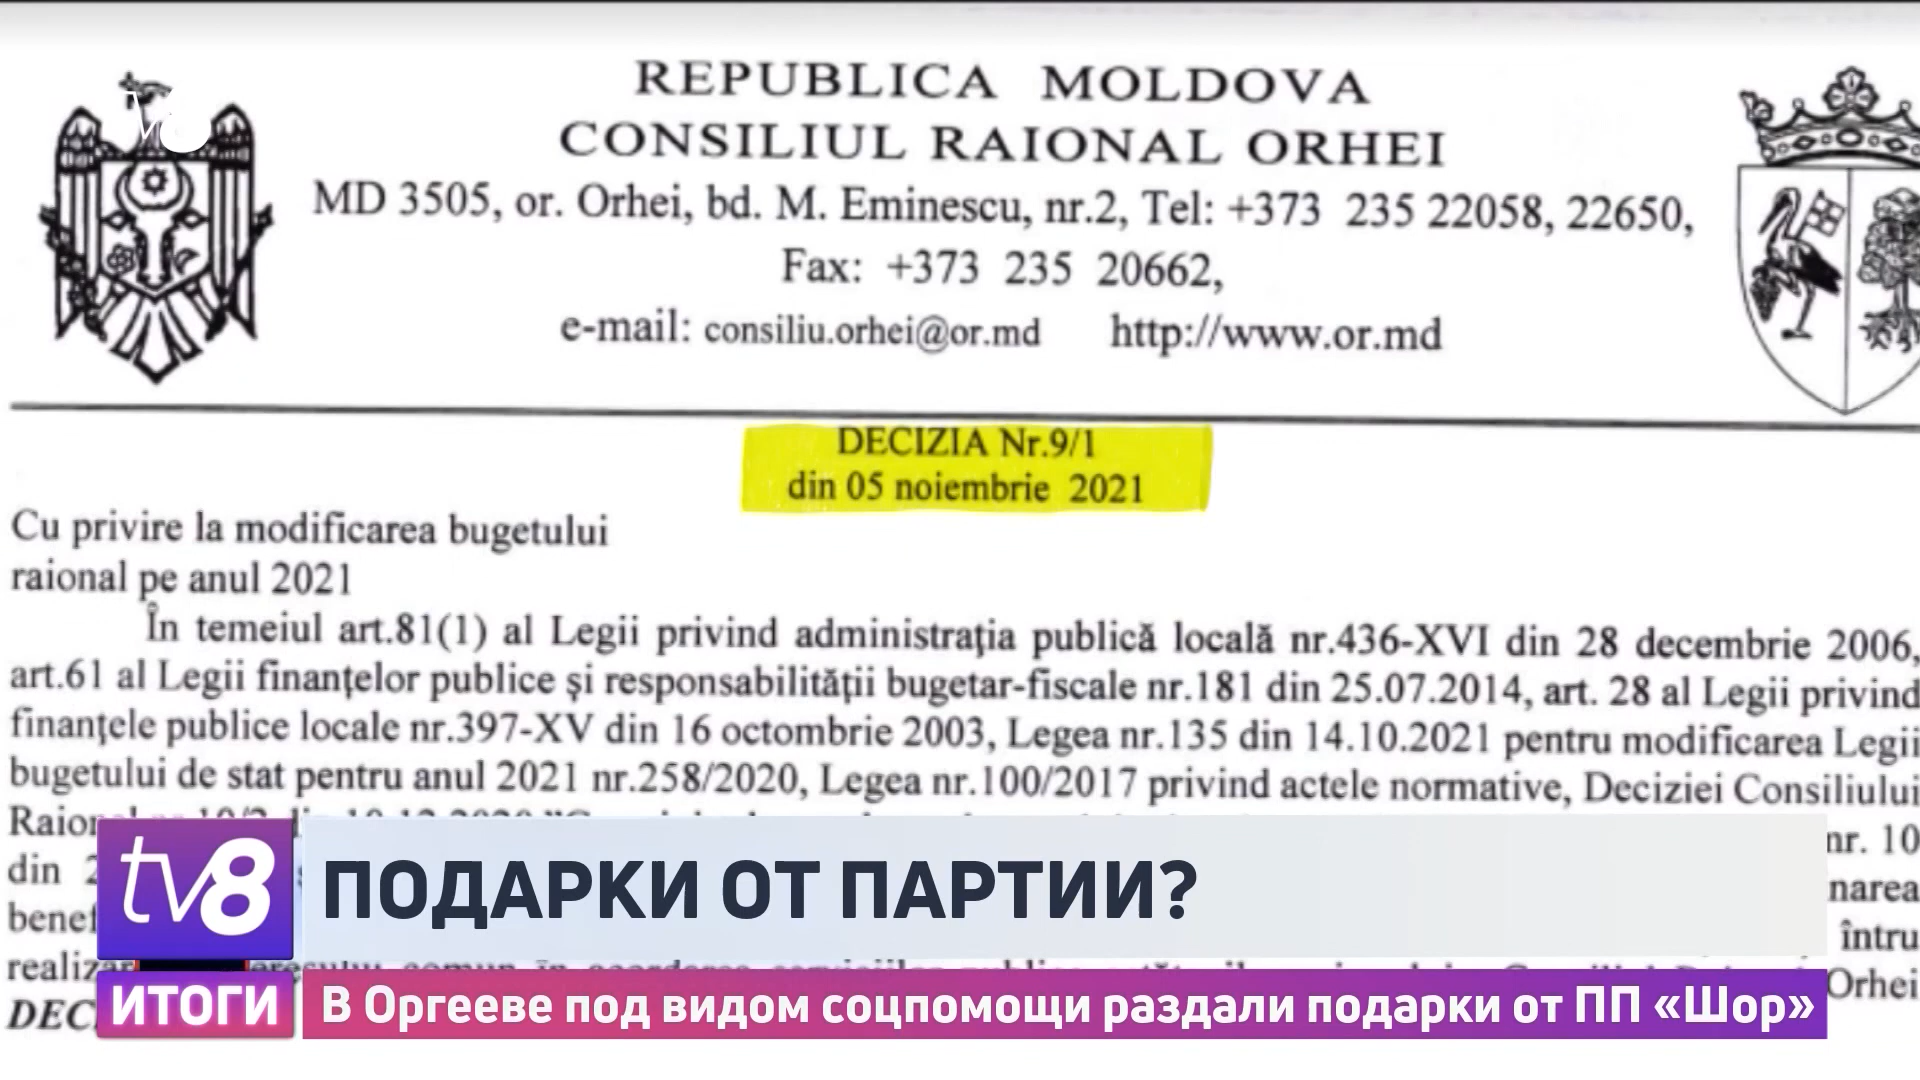 REPUBLICA MOLDOVA
CONSILIUL RAIONAL ORHEI
MD 3505, or. Orhei, bd. M. Eminescu, nr.2, Tel: +373 235 22058, 22650,
Fax: +373 235 20662,
e-mail: consiliu.orhei@or.md http://www.or.md
DECIZIA Nr.9/1
din 05 noiembrie 2021
Cu privire la modificarea bugetului
raional pe anul 2021
În temeiul art.81(1) al Legii privind administrația publică locală nr.436-XVI din 28 decembrie 2006,
art.61 al Legii finanțelor publice și responsabilității bugetar-fiscale nr.181 din 25.07.2014, art. 28 al Legii privind
finanțele publice locale nr.397-XV din 16 octombrie 2003, Legea nr.135 din 14.10.2021 pentru modificarea Legii
bugetului de stat pentru anul 2021 nr.258/2020, Legea nr.100/2017 privind actele normative, Deciziei Consiliului
nr. 10
din
întru
Orhei
tv8
ПОДАРКИ ОТ ПАРТИИ?
ИТОГИ
В Оргееве под видом соцпомощи раздали подарки от ПП «Шор»